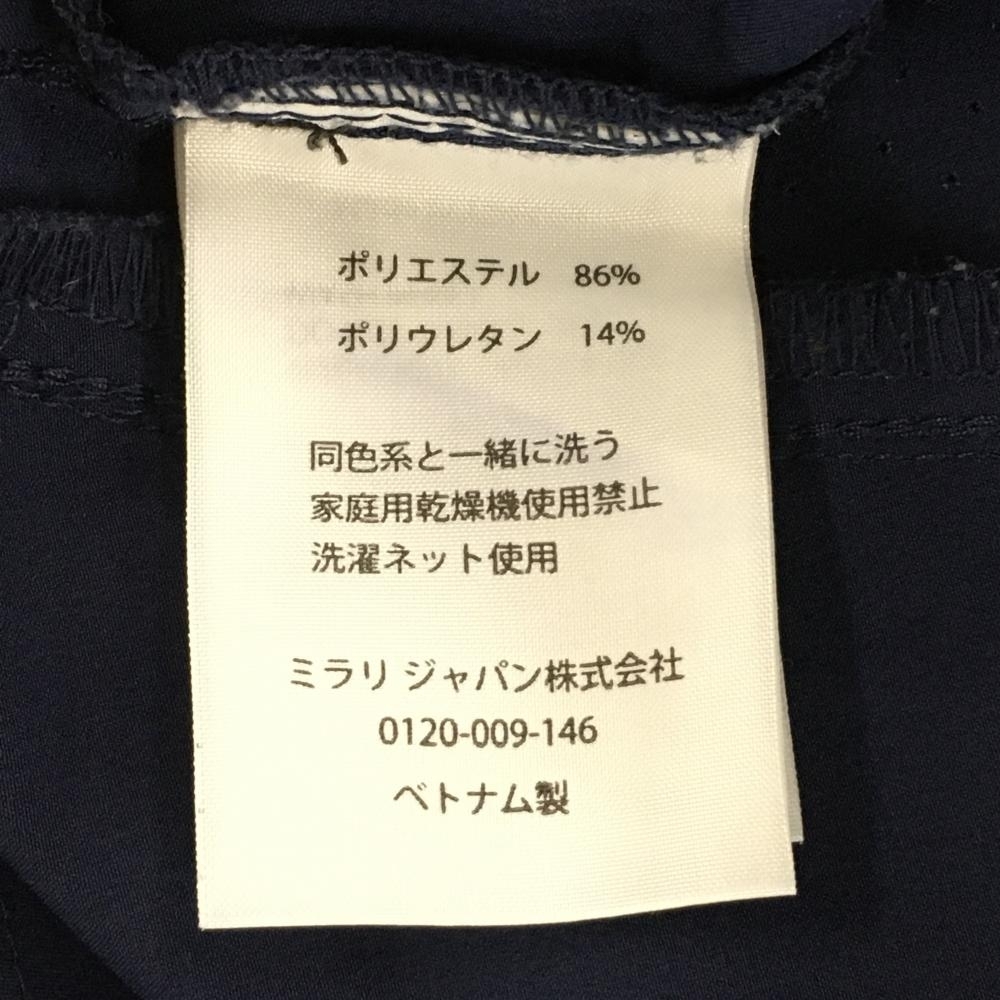 ポリエステル 86%
ポリウレタン 14%
同色系と一緒に洗う
家庭用乾燥機使用禁止
洗濯ネット使用
ミラリ ジャパン株式会社
0120-009-146
ベトナム製